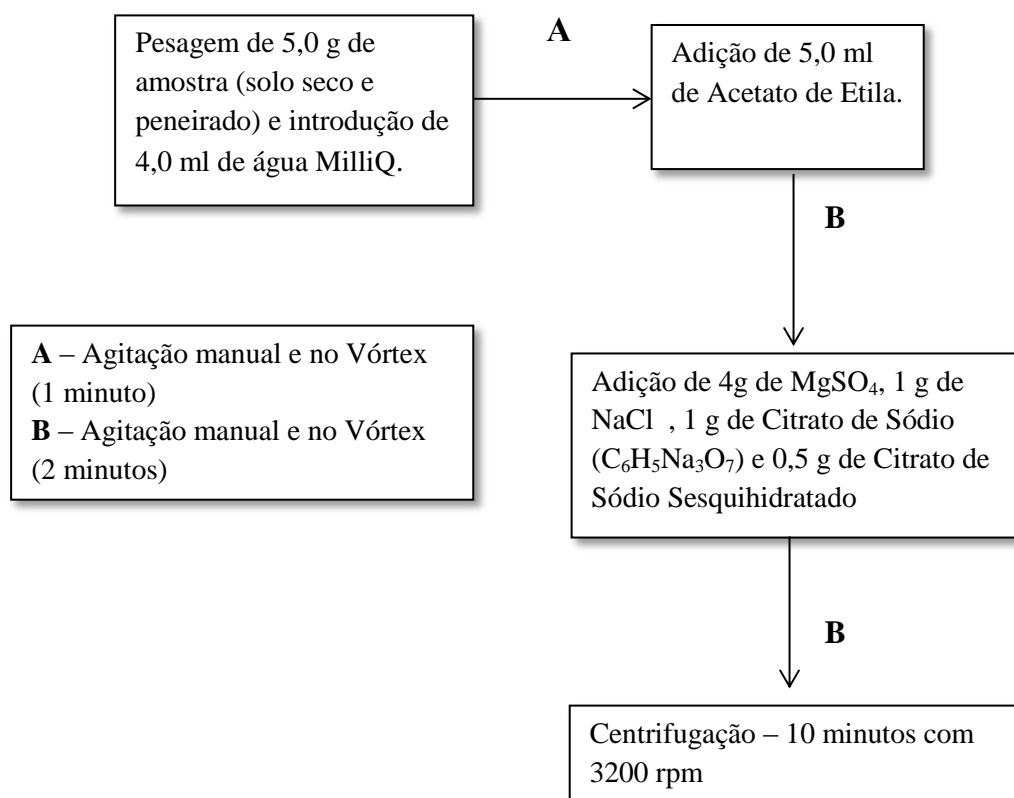 Pesagem de 5,0 g de
amostra (solo seco e
peneirado) e introdução de
4,0 ml de água MilliQ.
A
Adição de 5,0 ml
de Acetato de Etila.
B
A – Agitação manual e no Vórtex
(1 minuto)
B – Agitação manual e no Vórtex
(2 minutos)
Adição de 4g de MgSO₄, 1 g de
NaCl , 1 g de Citrato de Sódio
(C₆H₅Na₃O₇) e 0,5 g de Citrato de
Sódio Sesquihidratado
B
Centrifugação – 10 minutos com
3200 rpm